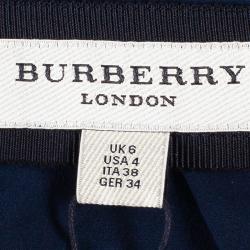 BURBERRY
LONDON
UK 6
USA 4
ITA 38
GER 34